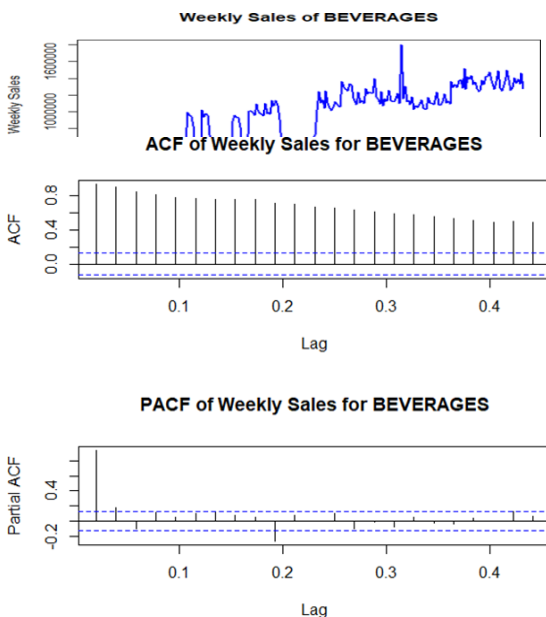 Weekly Sales of BEVERAGES
Weekly Sales
1000000 1600000
ACF of Weekly Sales for BEVERAGES
ACF
0.0 0.4 0.8
0.1 0.2 0.3 0.4
Lag
PACF of Weekly Sales for BEVERAGES
Partial ACF
-0.2 0.4
0.1 0.2 0.3 0.4
Lag